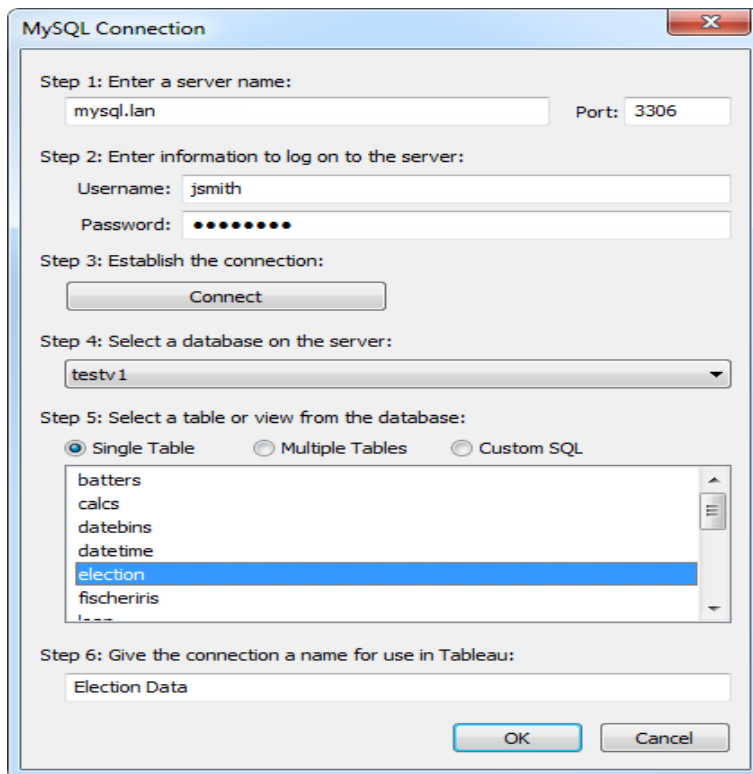 MySQL Connection
Step 1: Enter a server name:
mysql.lan Port: 3306
Step 2: Enter information to log on to the server:
Username: jsmith
Password: ●●●●●●●●
Step 3: Establish the connection:
Connect
Step 4: Select a database on the server:
testv1
Step 5: Select a table or view from the database:
Single Table Multiple Tables Custom SQL
batters
calcs
datebins
datetime
election
fischeriris
Step 6: Give the connection a name for use in Tableau:
Election Data
OK Cancel